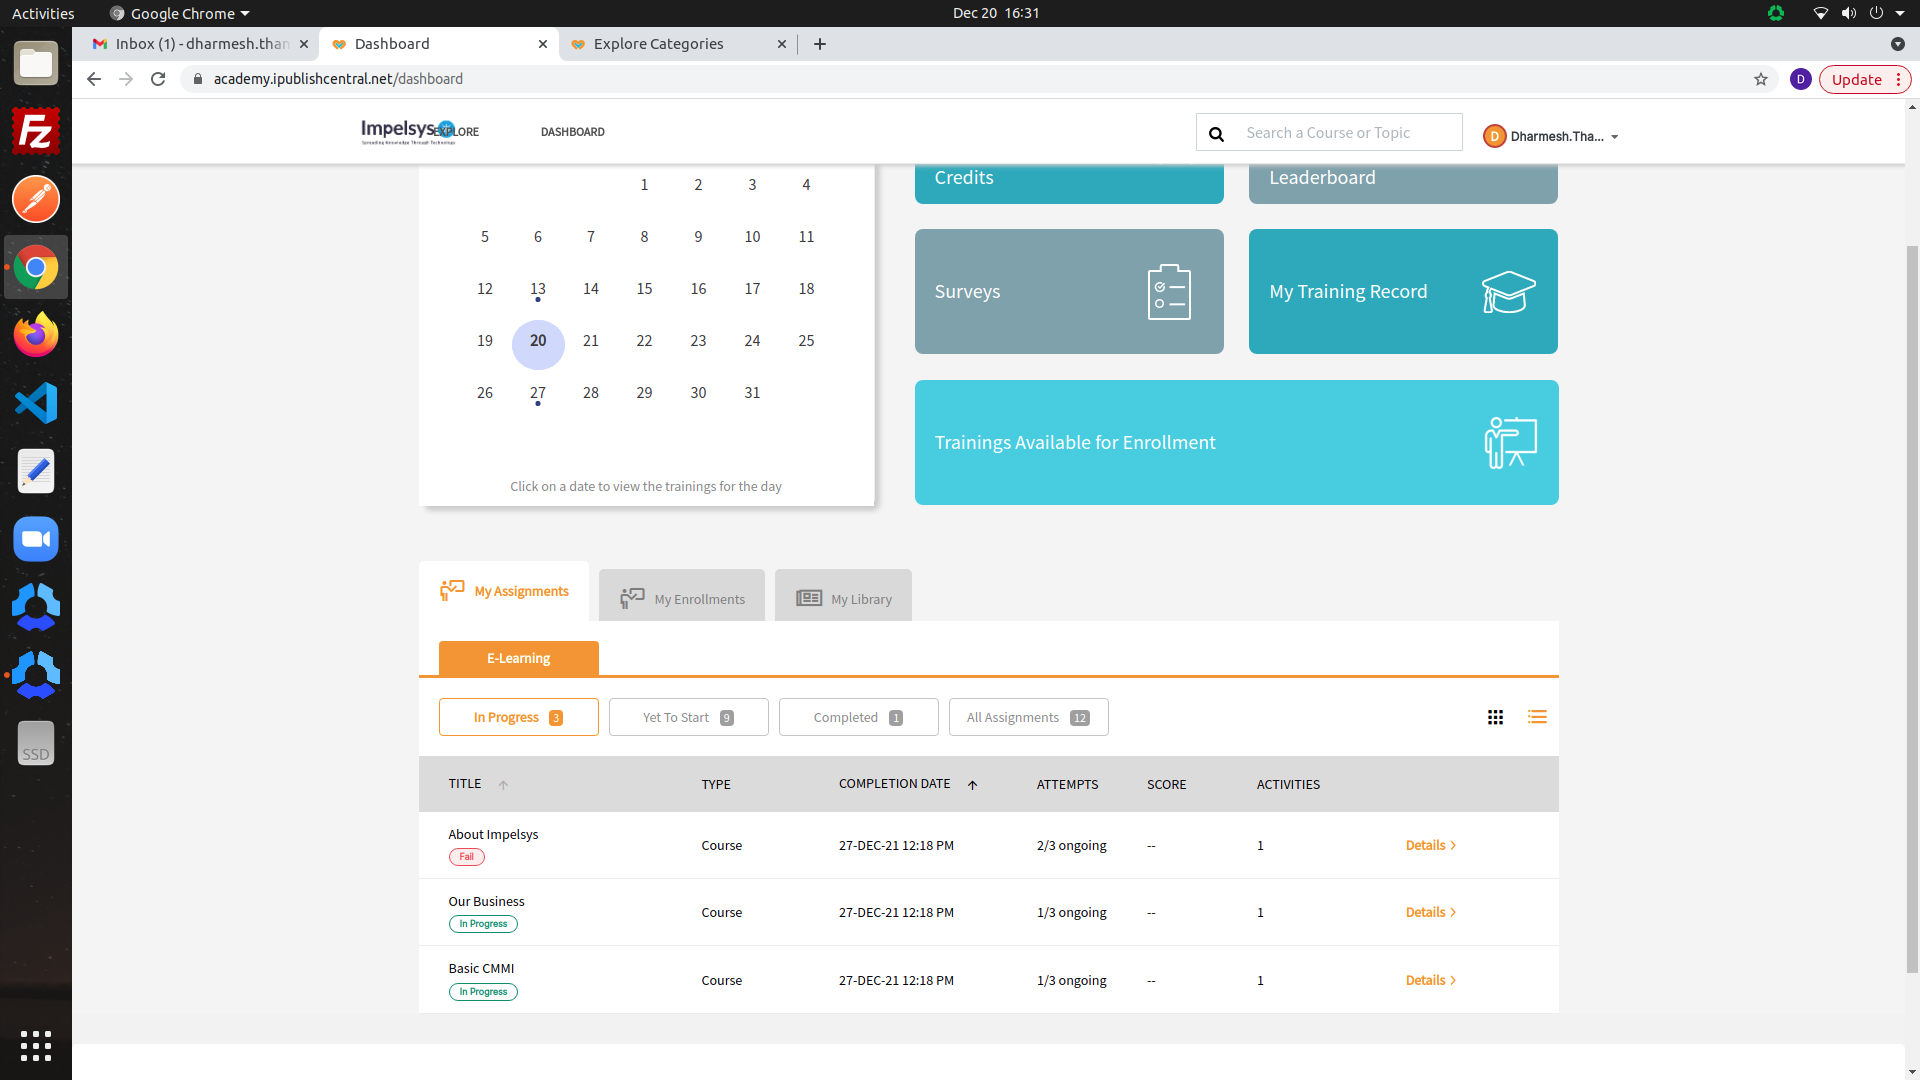 Activities
Google Chrome
Dec 20 16:31
Inbox (1) - dharmesh.than
Dashboard
Explore Categories
academy.ipublishcentral.net/dashboard
D
Update
Impelsys
Spreading Knowledge Through Technology
EXPLORE
DASHBOARD
Search a Course or Topic
D
Dharmesh.Tha...
1 2 3 4
5 6 7 8 9 10 11
12 13 14 15 16 17 18
19 20 21 22 23 24 25
26 27 28 29 30 31
Click on a date to view the trainings for the day
Credits
Leaderboard
Surveys
My Training Record
Trainings Available for Enrollment
My Assignments
My Enrollments
My Library
E-Learning
In Progress 3
Yet To Start 9
Completed 1
All Assignments 12
TITLE TYPE COMPLETION DATE ATTEMPTS SCORE ACTIVITIES
About Impelsys Course 27-DEC-21 12:18 PM 2/3 ongoing -- 1 Details
Fail
Our Business Course 27-DEC-21 12:18 PM 1/3 ongoing -- 1 Details
In Progress
Basic CMMI Course 27-DEC-21 12:18 PM 1/3 ongoing -- 1 Details
In Progress
Fz
SSD